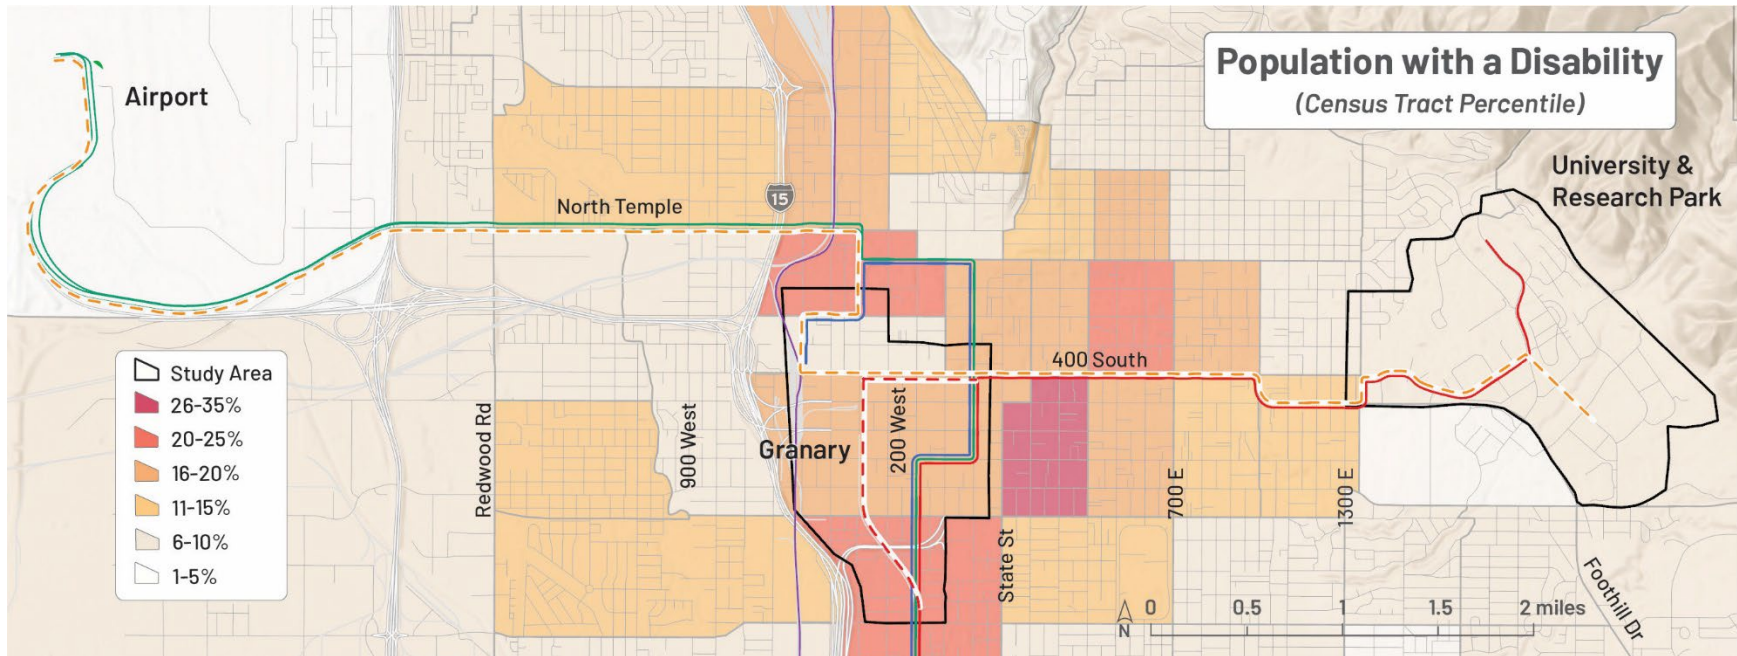 Population with a Disability
(Census Tract Percentile)
Airport
University &
Research Park
15
North Temple
400 South
Study Area
26-35%
20-25%
16-20%
11-15%
6-10%
1-5%
Redwood Rd
900 West
Granary
200 West
State St
700 E
1300 E
Foothill Dr
N
0 0.5 1 1.5 2 miles